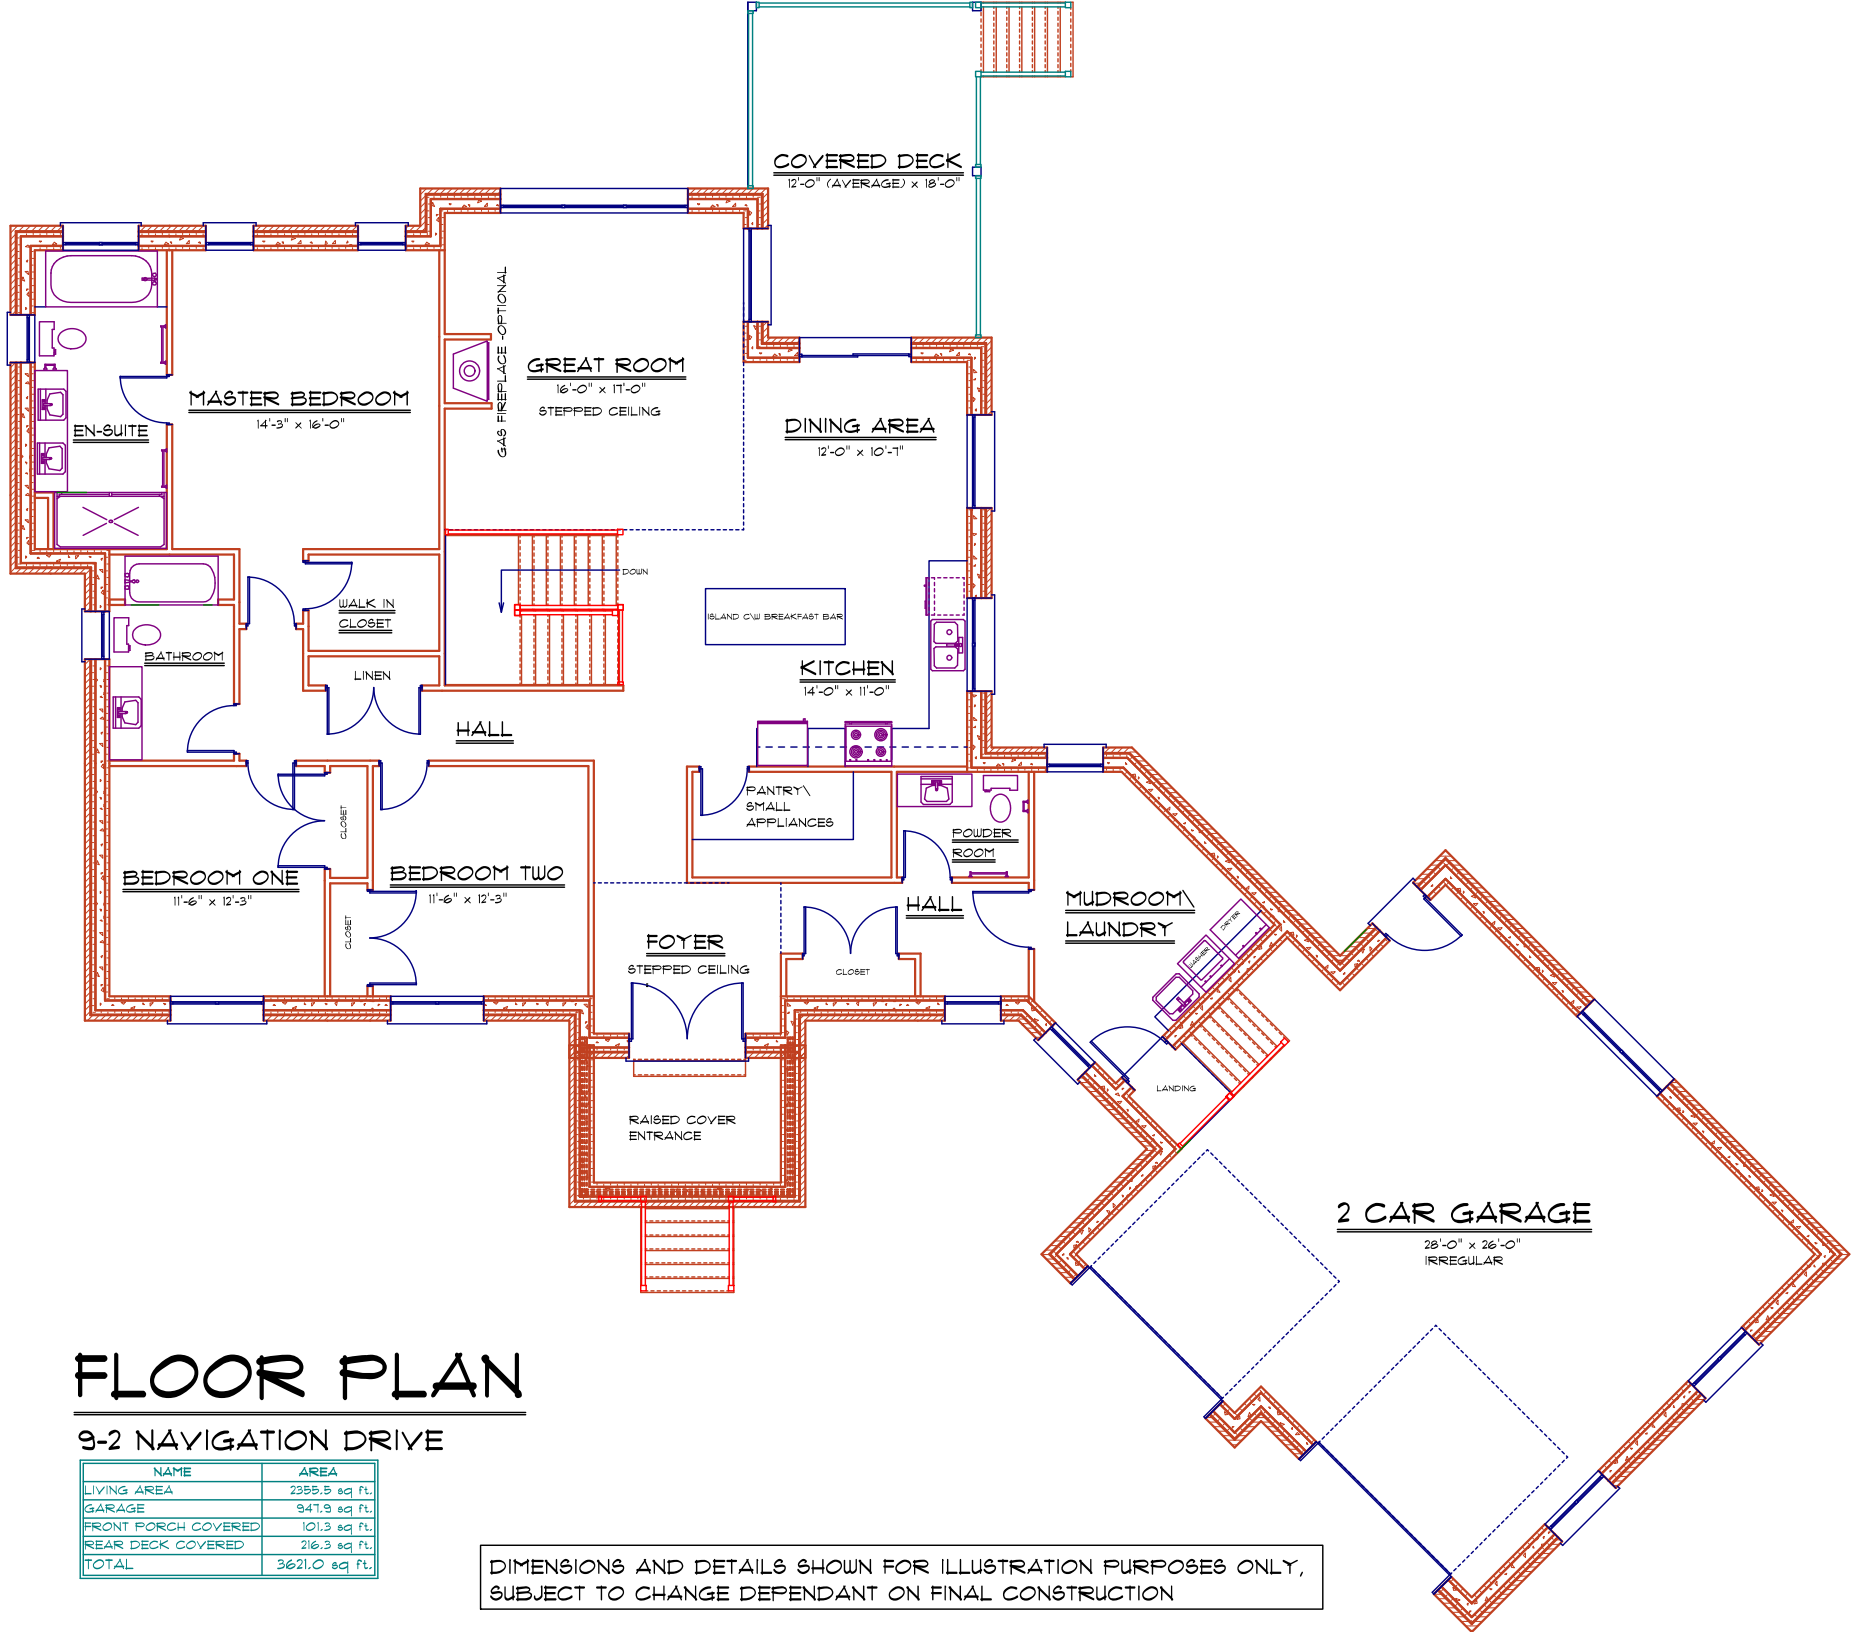 COVERED DECK
12'-0" (AVERAGE) x 18'-0"
GAS FIREPLACE -OPTIONAL
GREAT ROOM
16'-0" x 17'-0"
STEPPED CEILING
MASTER BEDROOM
14'-3" x 16'-0"
EN-SUITE
DINING AREA
12'-0" x 10'-7"
DOWN
WALK IN
CLOSET
ISLAND C\W BREAKFAST BAR
BATHROOM
LINEN
KITCHEN
14'-0" x 11'-0"
HALL
PANTRY\
SMALL
APPLIANCES
CLOSET
POWDER
ROOM
BEDROOM ONE
11'-6" x 12'-3"
BEDROOM TWO
11'-6" x 12'-3"
CLOSET
HALL
MUDROOM\
LAUNDRY
DRYER
WASHER
FOYER
STEPPED CEILING
CLOSET
LANDING
RAISED COVER
ENTRANCE
2 CAR GARAGE
28'-0" x 26'-0"
IRREGULAR
FLOOR PLAN
9-2 NAVIGATION DRIVE
NAME AREA
LIVING AREA 2355.5 sq ft.
GARAGE 947.9 sq ft.
FRONT PORCH COVERED 101.3 sq ft.
REAR DECK COVERED 216.3 sq ft.
TOTAL 3621.0 sq ft.
DIMENSIONS AND DETAILS SHOWN FOR ILLUSTRATION PURPOSES ONLY,
SUBJECT TO CHANGE DEPENDANT ON FINAL CONSTRUCTION